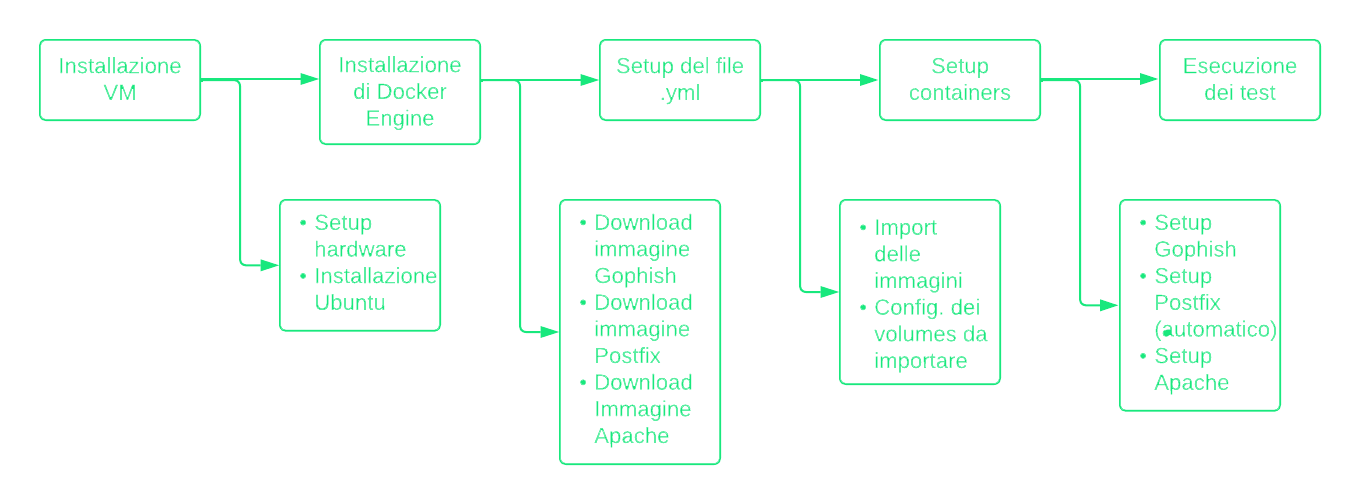 Installazione
VM
Installazione
di Docker
Engine
Setup del file
.yml
Setup
containers
Esecuzione
dei test
• Setup
hardware
• Installazione
Ubuntu
• Download
immagine
Gophish
• Download
immagine
Postfix
• Download
Immagine
Apache
• Import
delle
immagini
• Config. dei
volumes da
importare
• Setup
Gophish
• Setup
Postfix
(automatico)
• Setup
Apache